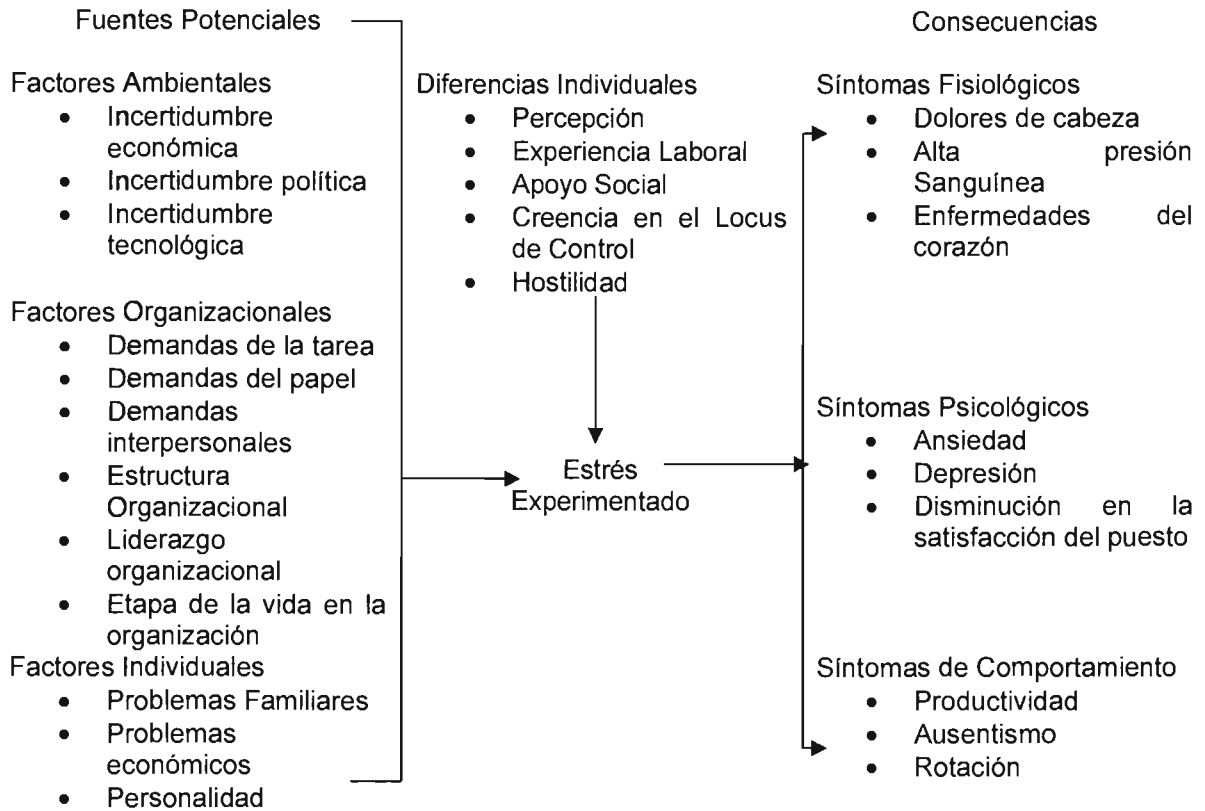 Fuentes Potenciales
Factores Ambientales
• Incertidumbre
económica
• Incertidumbre política
• Incertidumbre
tecnológica
Factores Organizacionales
• Demandas de la tarea
• Demandas del papel
• Demandas
interpersonales
• Estructura
Organizacional
• Liderazgo
organizacional
• Etapa de la vida en la
organización
Factores Individuales
• Problemas Familiares
• Problemas
económicos
• Personalidad
Diferencias Individuales
• Percepción
• Experiencia Laboral
• Apoyo Social
• Creencia en el Locus
de Control
• Hostilidad
Estrés
Experimentado
Consecuencias
Síntomas Fisiológicos
• Dolores de cabeza
• Alta presión
Sanguínea
• Enfermedades del
corazón
Síntomas Psicológicos
• Ansiedad
• Depresión
• Disminución en la
satisfacción del puesto
Síntomas de Comportamiento
• Productividad
• Ausentismo
• Rotación